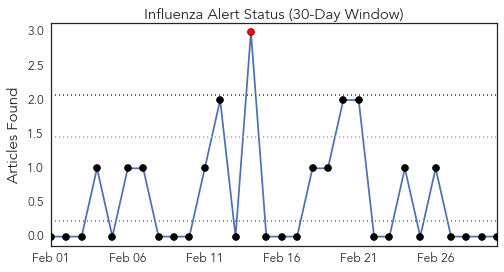 Influenza Alert Status (30-Day Window)
Articles Found
3.0
2.5
2.0
1.5
1.0
0.5
0.0
Feb 01 Feb 06 Feb 11 Feb 16 Feb 21 Feb 26